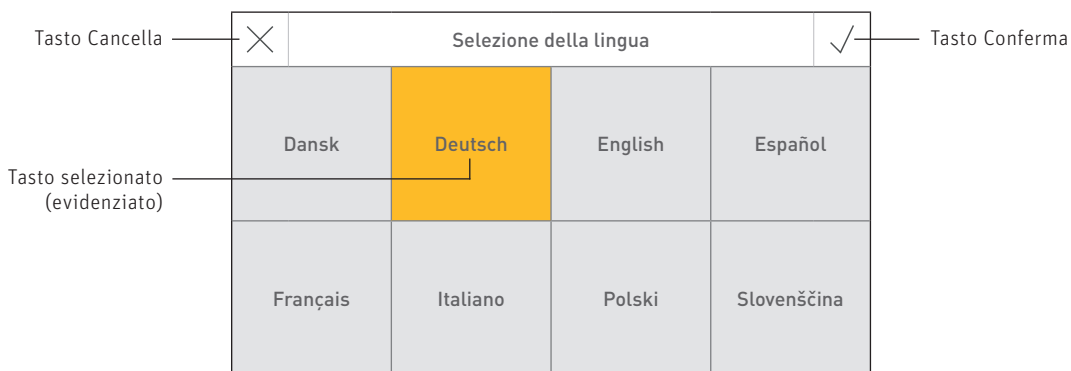 Tasto Cancella
Selezione della lingua
Tasto Conferma
Dansk
Deutsch
English
Español
Tasto selezionato
(evidenziato)
Français
Italiano
Polski
Slovenščina